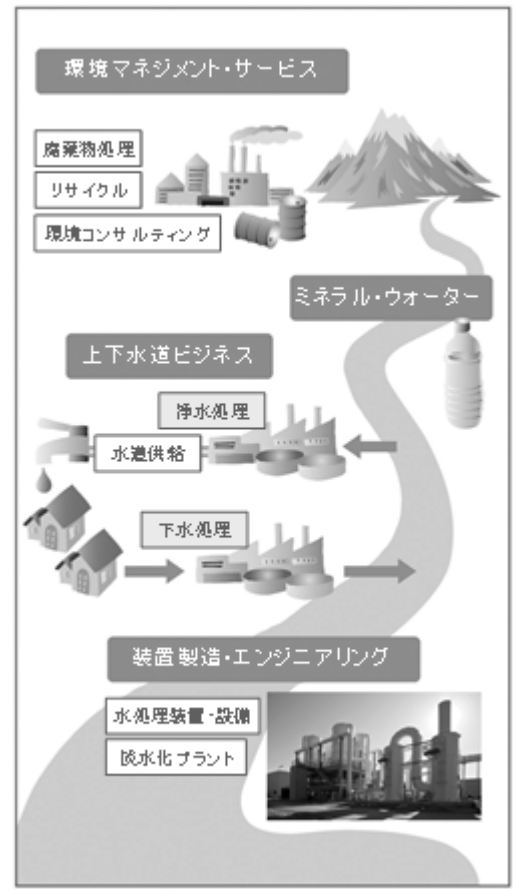 環境マネジメント・サービス
廃棄物処理
リサイクル
環境コンサルティング
ミネラル・ウォーター
上下水道ビジネス
浄水処理
水道供給
下水処理
装置製造・エンジニアリング
水処理装置・設備
淡水化プラント